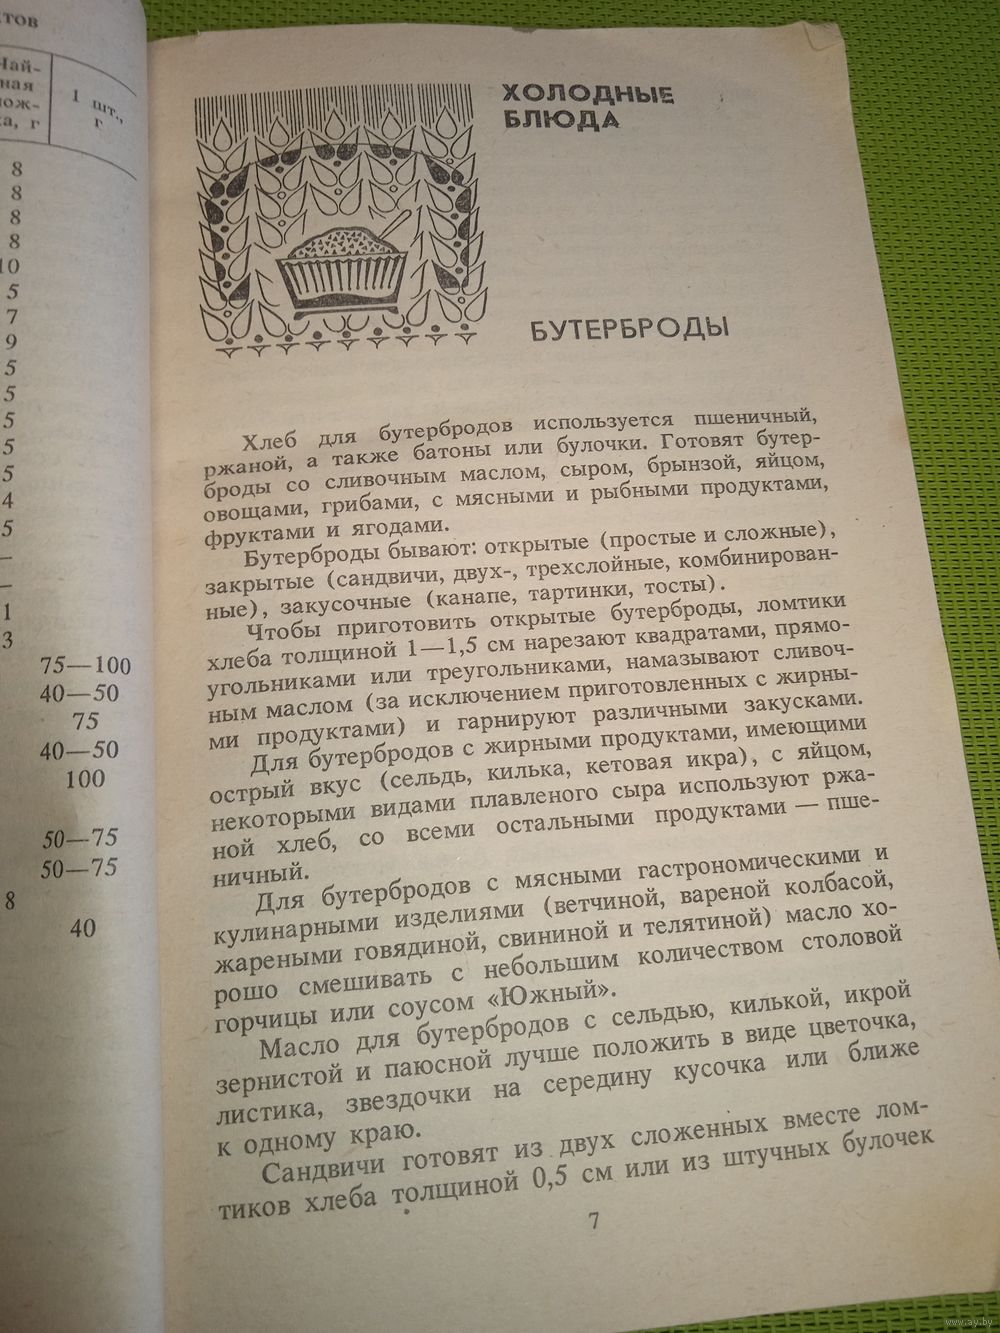 тов
Чай-
ная
лож-
ка, г
1 шт.,
г
8
8
8
8
10
5
7
9
5
5
5
5
5
4
5
—
—
1
3
75—100
40—50
75
40—50
100
50—75
50—75
8
40
ХОЛОДНЫЕ
БЛЮДА
БУТЕРБРОДЫ
Хлеб для бутербродов используется пшеничный,
ржаной, а также батоны или булочки. Готовят бутер-
броды со сливочным маслом, сыром, брынзой, яйцом,
овощами, грибами, с мясными и рыбными продуктами,
фруктами и ягодами.
Бутерброды бывают: открытые (простые и сложные),
закрытые (сандвичи, двух-, трехслойные, комбинирован-
ные), закусочные (канапе, тартинки, тосты).
Чтобы приготовить открытые бутерброды, ломтики
хлеба толщиной 1—1,5 см нарезают квадратами, прямо-
угольниками или треугольниками, намазывают сливоч-
ным маслом (за исключением приготовленных с жирны-
ми продуктами) и гарнируют различными закусками.
Для бутербродов с жирными продуктами, имеющими
острый вкус (сельдь, килька, кетовая икра), с яйцом,
некоторыми видами плавленого сыра используют ржа-
ной хлеб, со всеми остальными продуктами — пше-
ничный.
Для бутербродов с мясными гастрономическими и
кулинарными изделиями (ветчиной, вареной колбасой,
жареными говядиной, свининой и телятиной) масло хо-
рошо смешивать с небольшим количеством столовой
горчицы или соусом «Южный».
Масло для бутербродов с сельдью, килькой, икрой
зернистой и паюсной лучше положить в виде цветочка,
листика, звездочки на середину кусочка или ближе
к одному краю.
Сандвичи готовят из двух сложенных вместе лом-
тиков хлеба толщиной 0,5 см или из штучных булочек
7
www.ay.by